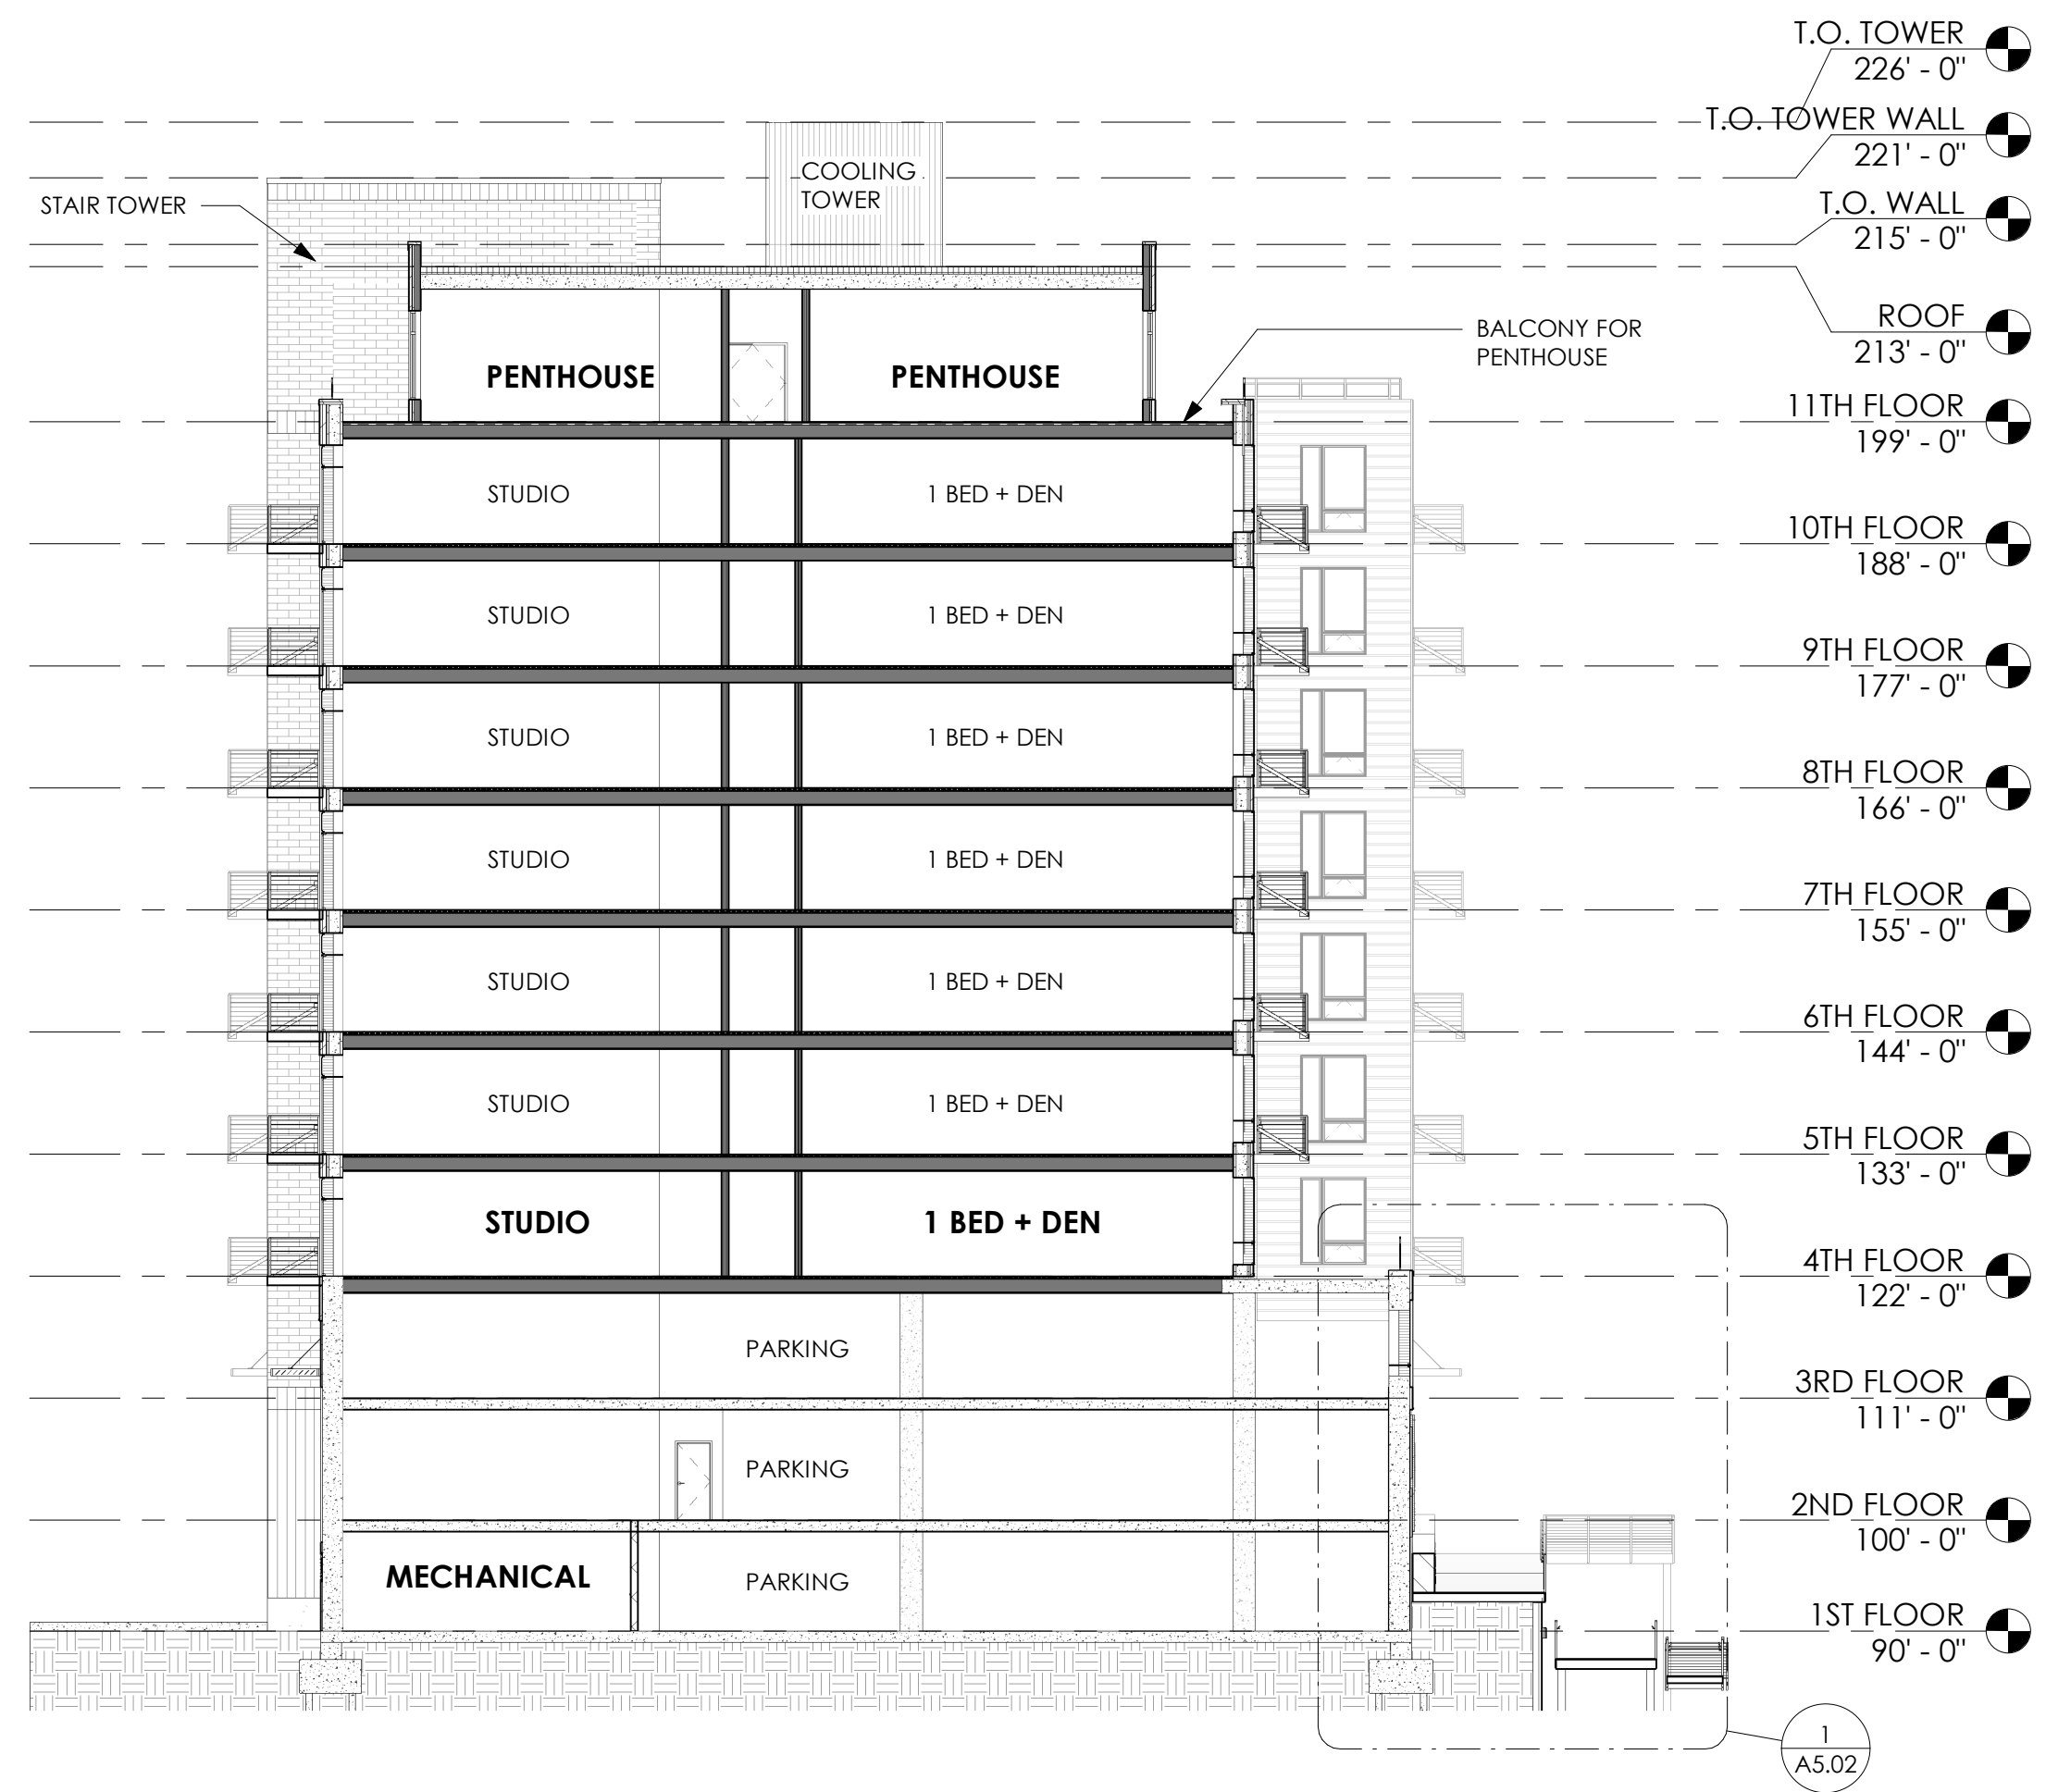 T.O. TOWER
226' - 0"
T.O. TOWER WALL
221' - 0"
COOLING
TOWER
STAIR TOWER
T.O. WALL
215' - 0"
ROOF
213' - 0"
BALCONY FOR
PENTHOUSE
PENTHOUSE
PENTHOUSE
11TH FLOOR
199' - 0"
STUDIO
1 BED + DEN
10TH FLOOR
188' - 0"
STUDIO
1 BED + DEN
9TH FLOOR
177' - 0"
STUDIO
1 BED + DEN
8TH FLOOR
166' - 0"
STUDIO
1 BED + DEN
7TH FLOOR
155' - 0"
STUDIO
1 BED + DEN
6TH FLOOR
144' - 0"
STUDIO
1 BED + DEN
5TH FLOOR
133' - 0"
STUDIO
1 BED + DEN
4TH FLOOR
122' - 0"
PARKING
3RD FLOOR
111' - 0"
PARKING
2ND FLOOR
100' - 0"
MECHANICAL
PARKING
1ST FLOOR
90' - 0"
1
A5.02